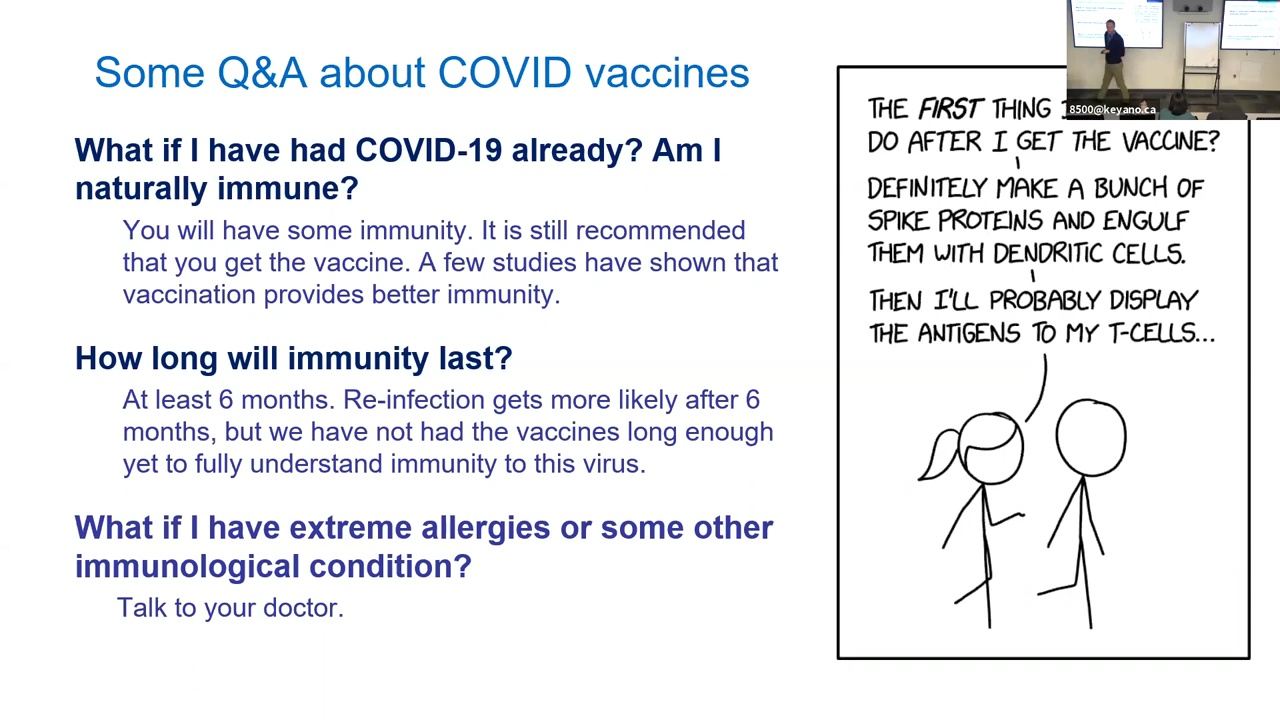 Some Q&A about COVID vaccines
What if I have had COVID-19 already? Am I
naturally immune?
You will have some immunity. It is still recommended
that you get the vaccine. A few studies have shown that
vaccination provides better immunity.
How long will immunity last?
At least 6 months. Re-infection gets more likely after 6
months, but we have not had the vaccines long enough
yet to fully understand immunity to this virus.
What if I have extreme allergies or some other
immunological condition?
Talk to your doctor.
8500@keyano.ca
THE FIRST THING
DO AFTER I GET THE VACCINE?
DEFINITELY MAKE A BUNCH OF
SPIKE PROTEINS AND ENGULF
THEM WITH DENDRITIC CELLS.
THEN I'LL PROBABLY DISPLAY
THE ANTIGENS TO MY T-CELLS...